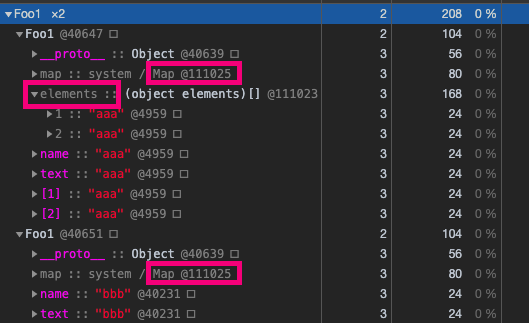 Foo1 ×2 2 208 0 %
Foo1 @40647 2 104 0 %
__proto__ :: Object @40639 3 56 0 %
map :: system / Map @111025 3 80 0 %
elements :: (object elements)[] @111023 3 168 0 %
1 :: "aaa" @4959 3 24 0 %
2 :: "aaa" @4959 3 24 0 %
name :: "aaa" @4959 3 24 0 %
text :: "aaa" @4959 3 24 0 %
[1] :: "aaa" @4959 3 24 0 %
[2] :: "aaa" @4959 3 24 0 %
Foo1 @40651 2 104 0 %
__proto__ :: Object @40639 3 56 0 %
map :: system / Map @111025 3 80 0 %
name :: "bbb" @40231 3 24 0 %
text :: "bbb" @40231 3 24 0 %